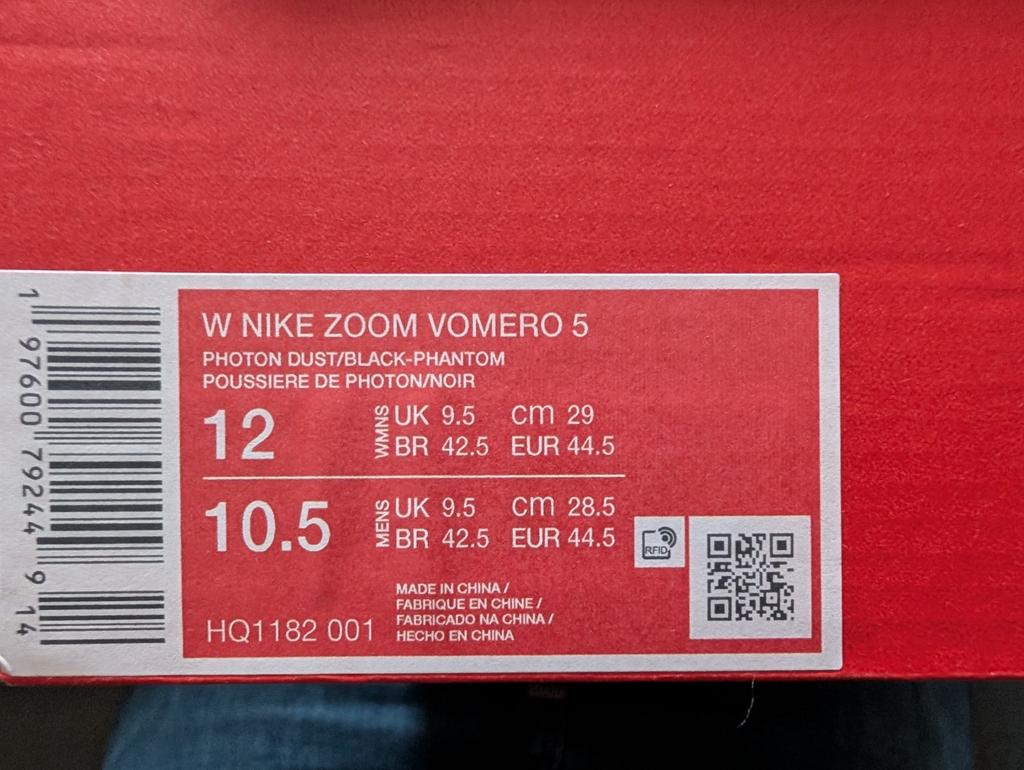 W NIKE ZOOM VOMERO 5
PHOTON DUST/BLACK-PHANTOM
POUSSIERE DE PHOTON/NOIR
12 WMNS UK 9.5 cm 29
BR 42.5 EUR 44.5
10.5 MENS UK 9.5 cm 28.5
BR 42.5 EUR 44.5
RFID
MADE IN CHINA /
FABRIQUE EN CHINE /
FABRICADO NA CHINA /
HECHO EN CHINA
HQ1182 001
1 97600 79244 9 14